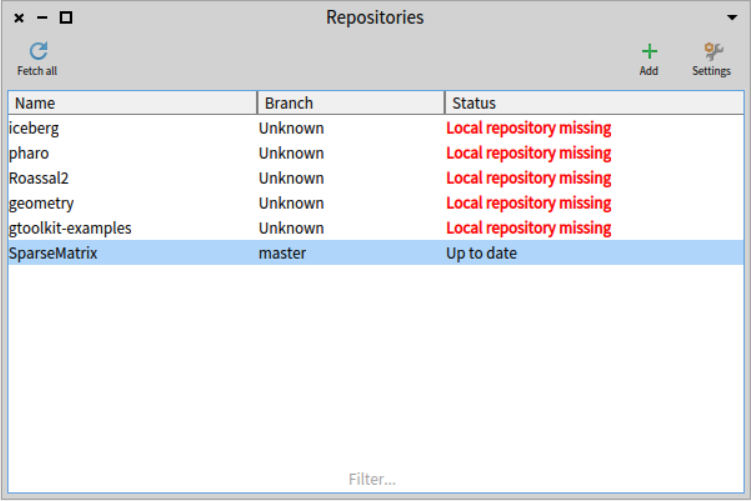 Repositories
Fetch all Add Settings
Name Branch Status
iceberg Unknown Local repository missing
pharo Unknown Local repository missing
Roassal2 Unknown Local repository missing
geometry Unknown Local repository missing
gtoolkit-examples Unknown Local repository missing
SparseMatrix master Up to date
Filter...